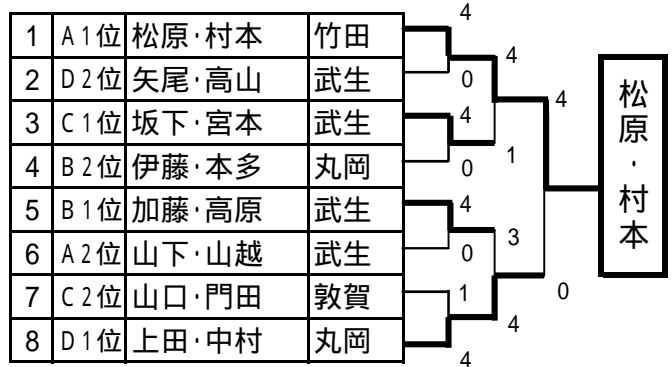 1 A1位 松原・村本 竹田
2 D2位 矢尾・高山 武生
3 C1位 坂下・宮本 武生
4 B2位 伊藤・本多 丸岡
5 B1位 加藤・高原 武生
6 A2位 山下・山越 武生
7 C2位 山口・門田 敦賀
8 D1位 上田・中村 丸岡
4
0
4
0
4
0
1
4
4
1
3
4
4
0
松原・村本